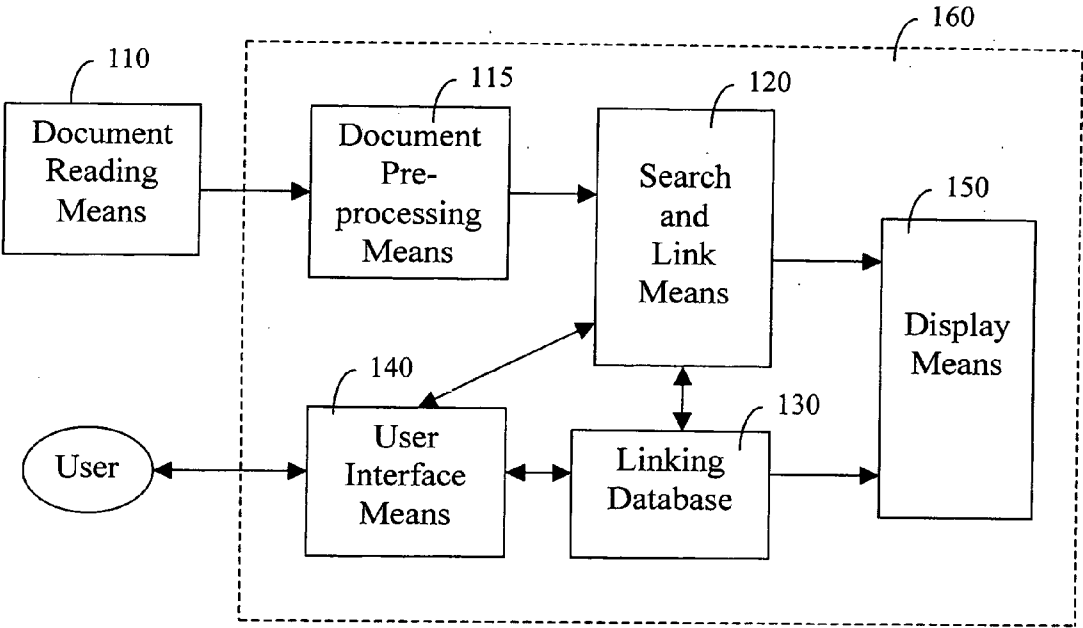 160
110
115
120
Document
Reading
Means
Document
Pre-
processing
Means
Search
and
Link
Means
150
Display
Means
140
130
User
User
Interface
Means
Linking
Database